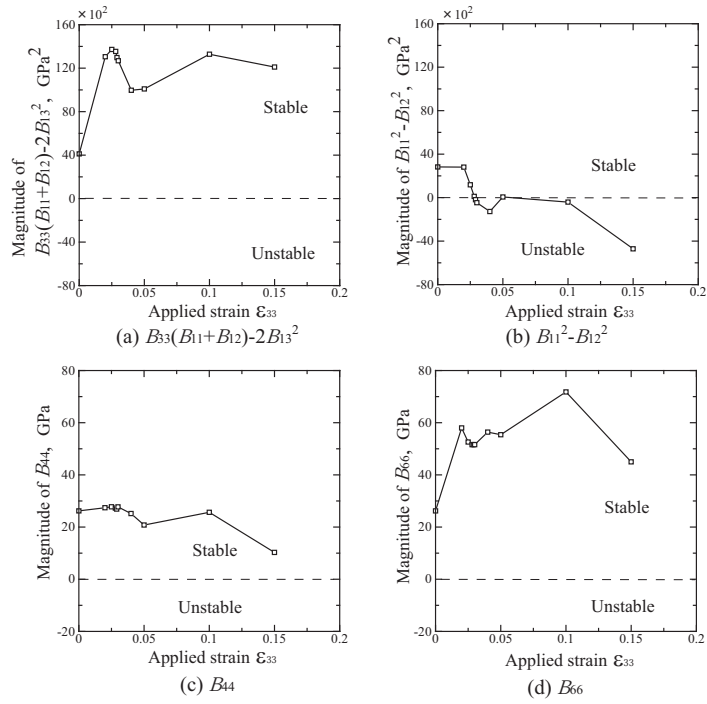 ×10²
160
120
80
40
0
-40
-80
0
0.05
0.1
0.15
0.2
Magnitude of
B₃₃(B₁₁+B₁₂)-2B₁₃², GPa²
Stable
Unstable
Applied strain ε₃₃
(a) B₃₃(B₁₁+B₁₂)-2B₁₃²
×10²
160
120
80
40
0
-40
-80
0
0.05
0.1
0.15
0.2
Magnitude of B₁₁²-B₁₂², GPa²
Stable
Unstable
Applied strain ε₃₃
(b) B₁₁²-B₁₂²
80
60
40
20
0
-20
0
0.05
0.1
0.15
0.2
Magnitude of B₄₄, GPa
Stable
Unstable
Applied strain ε₃₃
(c) B₄₄
80
60
40
20
0
-20
0
0.05
0.1
0.15
0.2
Magnitude of B₆₆, GPa
Stable
Unstable
Applied strain ε₃₃
(d) B₆₆